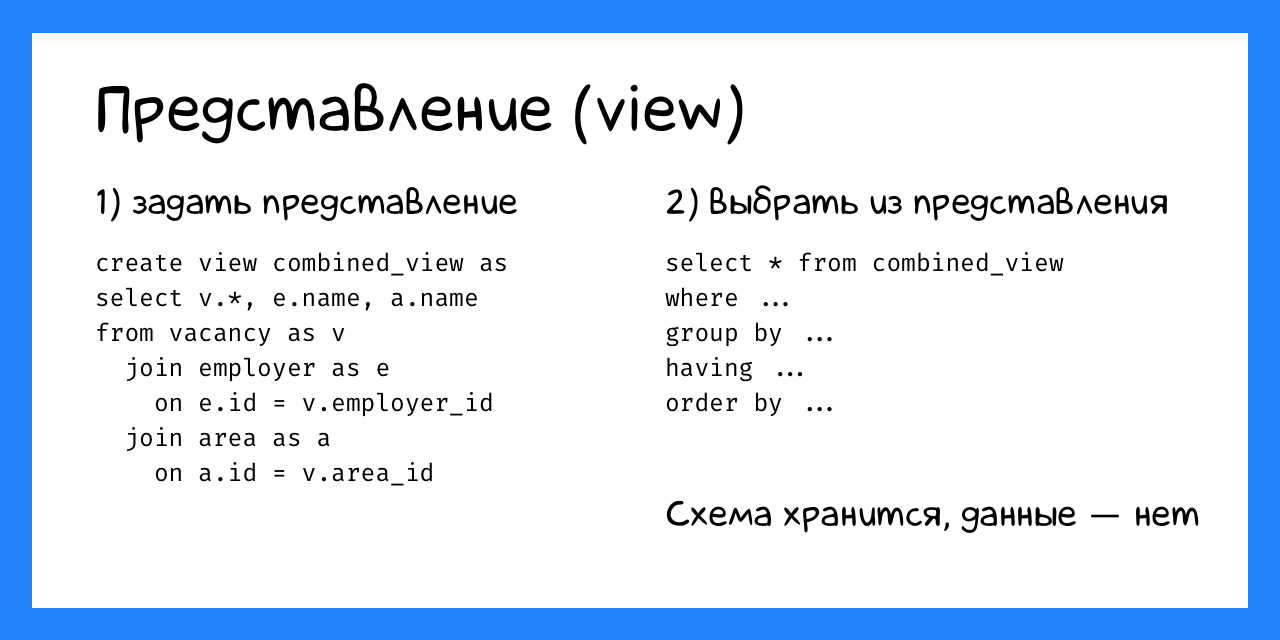 Представление (view)
1) задать представление
create view combined_view as
select v.*, e.name, a.name
from vacancy as v
  join employer as e
    on e.id = v.employer_id
  join area as a
    on a.id = v.area_id
2) выбрать из представления
select * from combined_view
where ...
group by ...
having ...
order by ...
Схема хранится, данные — нет